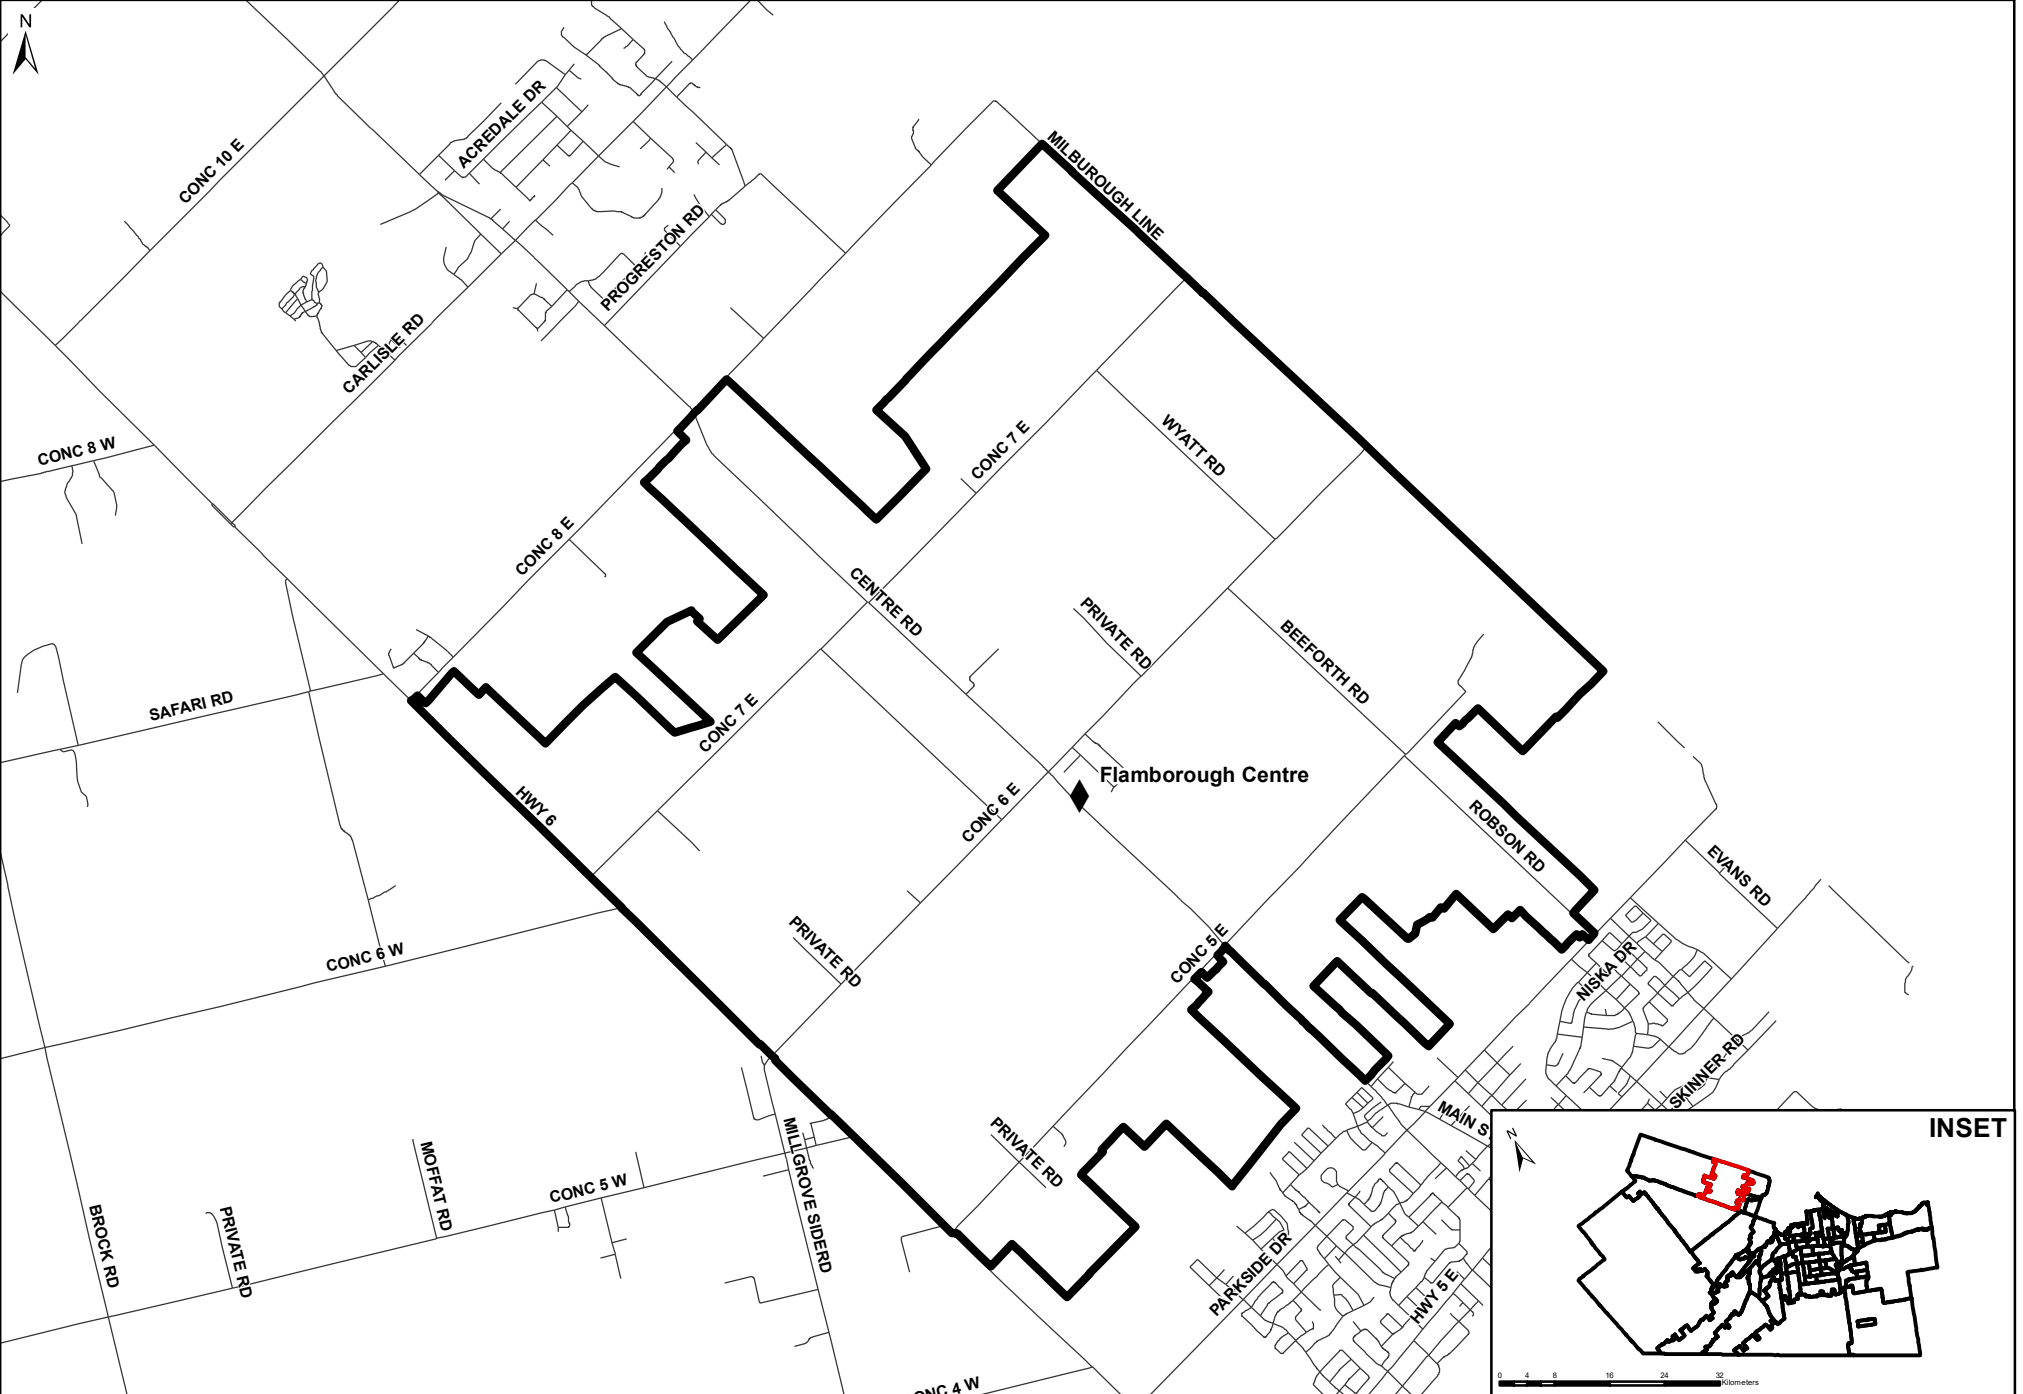 N
ACREDALE DR
CONC 10 E
MILBUROUGH LINE
PROGRESTON RD
CARLISLE RD
CONC 8 W
CONC 7 E
WYATT RD
CONC 8 E
CENTRE RD
PRIVATE RD
BEEFORTH RD
SAFARI RD
CONC 7 E
HWY 6
Flamborough Centre
CONC 6 E
ROBSON RD
EVANS RD
CONC 6 W
PRIVATE RD
CONC 5 E
NISKA DR
SKINNER RD
MAIN S
MILLGROVE SIDERD
MOFFAT RD
PRIVATE RD
CONC 5 W
BROCK RD
PRIVATE RD
PARKSIDE DR
HWY 5 E
ONC 4 W
INSET
N
0 4 8 16 24 32
Kilometers